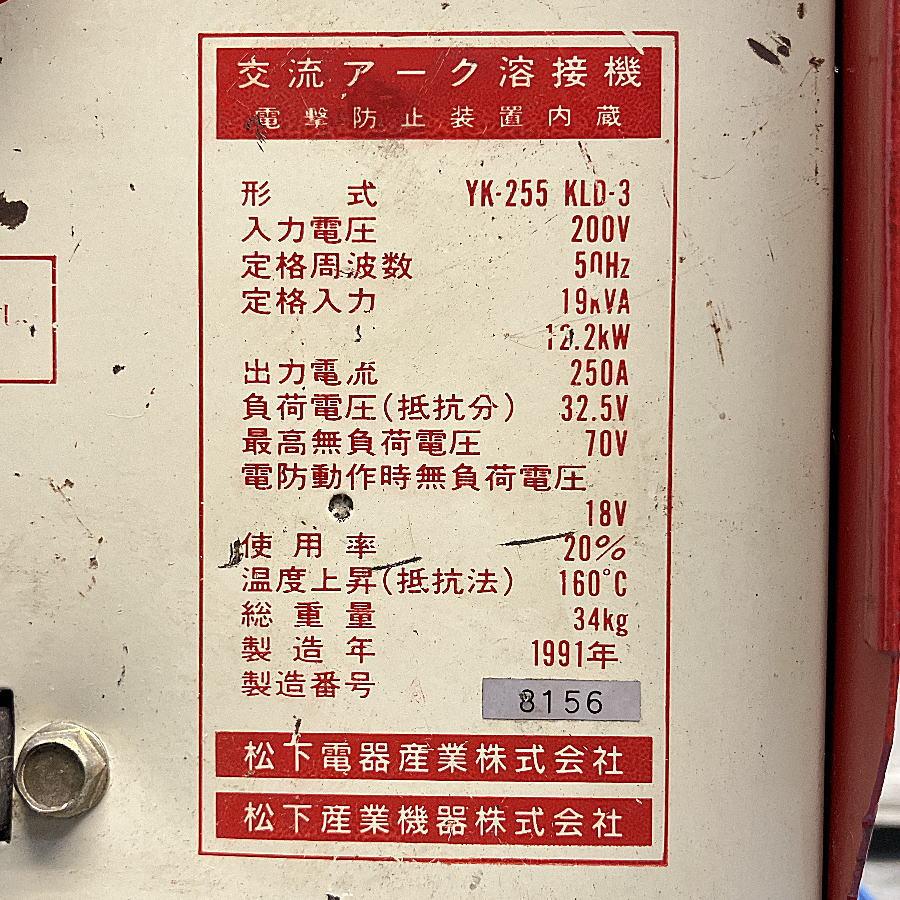 交流アーク溶接機
電撃防止装置内蔵
形 式 YK-255 KLD-3
入力電圧 200V
定格周波数 50Hz
定格入力 19kVA
12.2kW
出力電流 250A
負荷電圧(抵抗分) 32.5V
最高無負荷電圧 70V
電防動作時無負荷電圧
18V
使用率 20%
温度上昇(抵抗法) 160°C
総重量 34kg
製造年 1991年
製造番号 8156
松下電器産業株式会社
松下産業機器株式会社